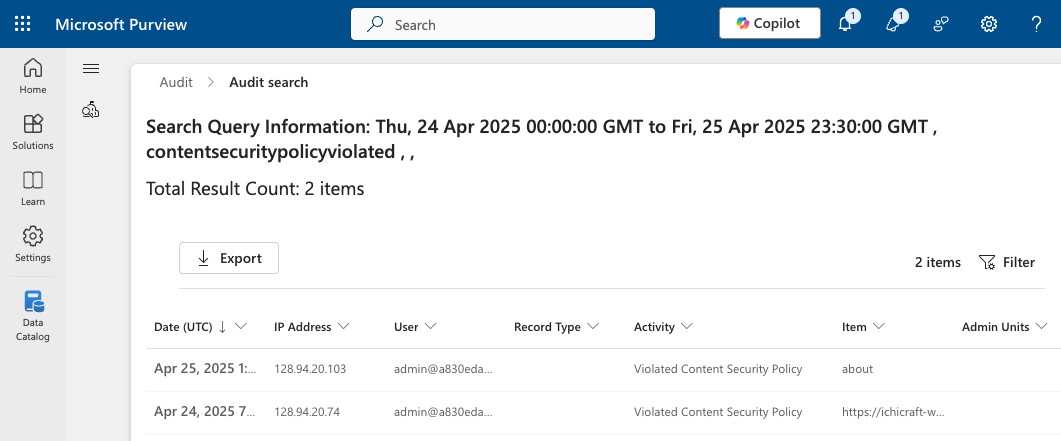 Microsoft Purview
Search
Copilot
1
1
Home
Solutions
Learn
Settings
Data
Catalog
Audit
Audit search
Search Query Information: Thu, 24 Apr 2025 00:00:00 GMT to Fri, 25 Apr 2025 23:30:00 GMT ,
contentsecuritypolicyviolated , ,
Total Result Count: 2 items
Export
2 items
Filter
Date (UTC) ↓ IP Address User Record Type Activity Item Admin Units
Apr 25, 2025 1:... 128.94.20.103 admin@a830eda... Violated Content Security Policy about
Apr 24, 2025 7... 128.94.20.74 admin@a830eda... Violated Content Security Policy https://ichicraft-w...